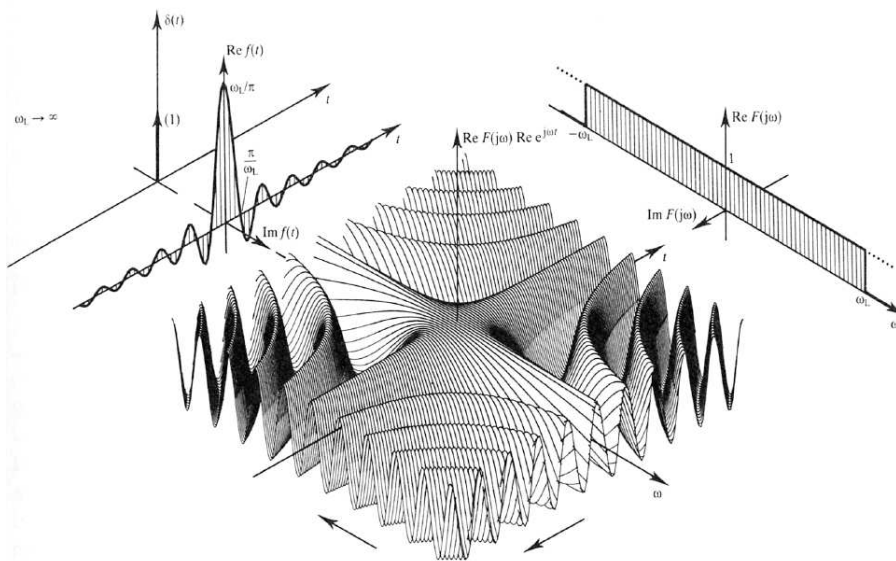 δ(t)
Re f(t)
ω_L/π
t
ω_L → ∞
(1)
t
π/ω_L
Im f(t)
Re F(jω) Re e^{jωt}
−ω_L
Re F(jω)
1
Im F(jω)
t
ω_L
ω
ω